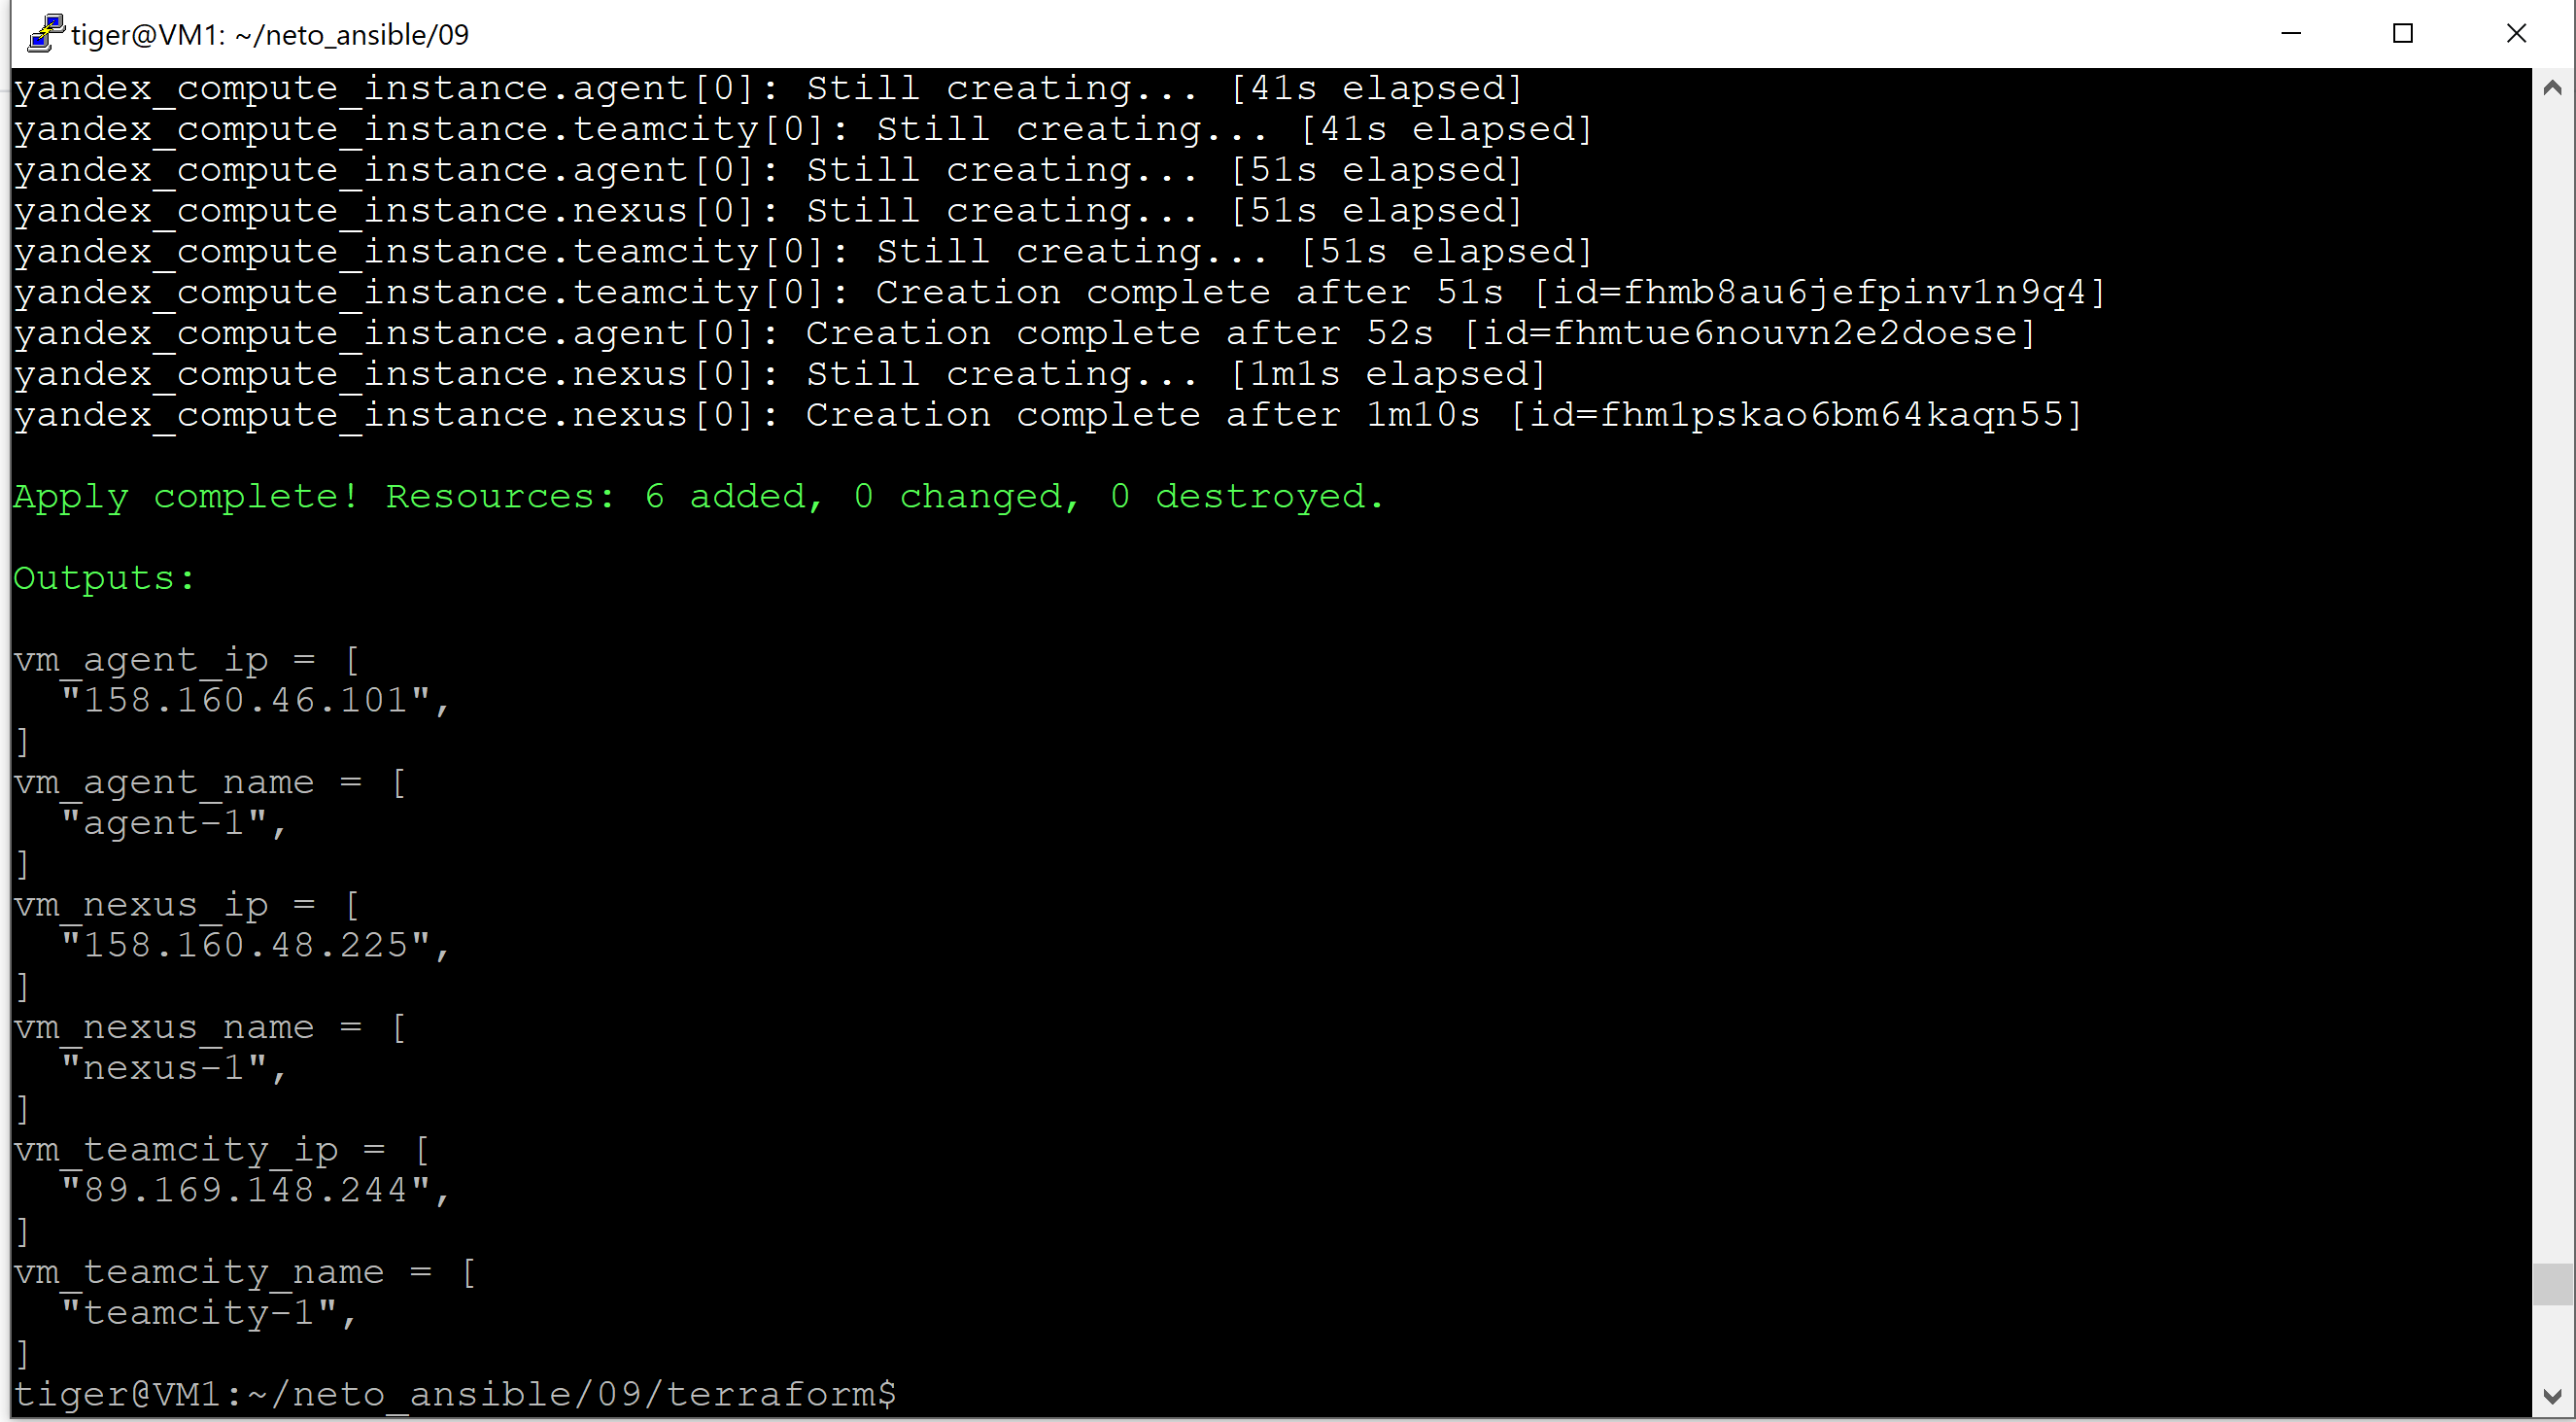 tiger@VM1: ~/neto_ansible/09
yandex_compute_instance.agent[0]: Still creating... [41s elapsed]
yandex_compute_instance.teamcity[0]: Still creating... [41s elapsed]
yandex_compute_instance.agent[0]: Still creating... [51s elapsed]
yandex_compute_instance.nexus[0]: Still creating... [51s elapsed]
yandex_compute_instance.teamcity[0]: Still creating... [51s elapsed]
yandex_compute_instance.teamcity[0]: Creation complete after 51s [id=fhmb8au6jefpinv1n9q4]
yandex_compute_instance.agent[0]: Creation complete after 52s [id=fhmtue6nouvn2e2doese]
yandex_compute_instance.nexus[0]: Still creating... [1m1s elapsed]
yandex_compute_instance.nexus[0]: Creation complete after 1m10s [id=fhm1pskao6bm64kaqn55]
Apply complete! Resources: 6 added, 0 changed, 0 destroyed.
Outputs:
vm_agent_ip = [
  "158.160.46.101",
]
vm_agent_name = [
  "agent-1",
]
vm_nexus_ip = [
  "158.160.48.225",
]
vm_nexus_name = [
  "nexus-1",
]
vm_teamcity_ip = [
  "89.169.148.244",
]
vm_teamcity_name = [
  "teamcity-1",
]
tiger@VM1:~/neto_ansible/09/terraform$